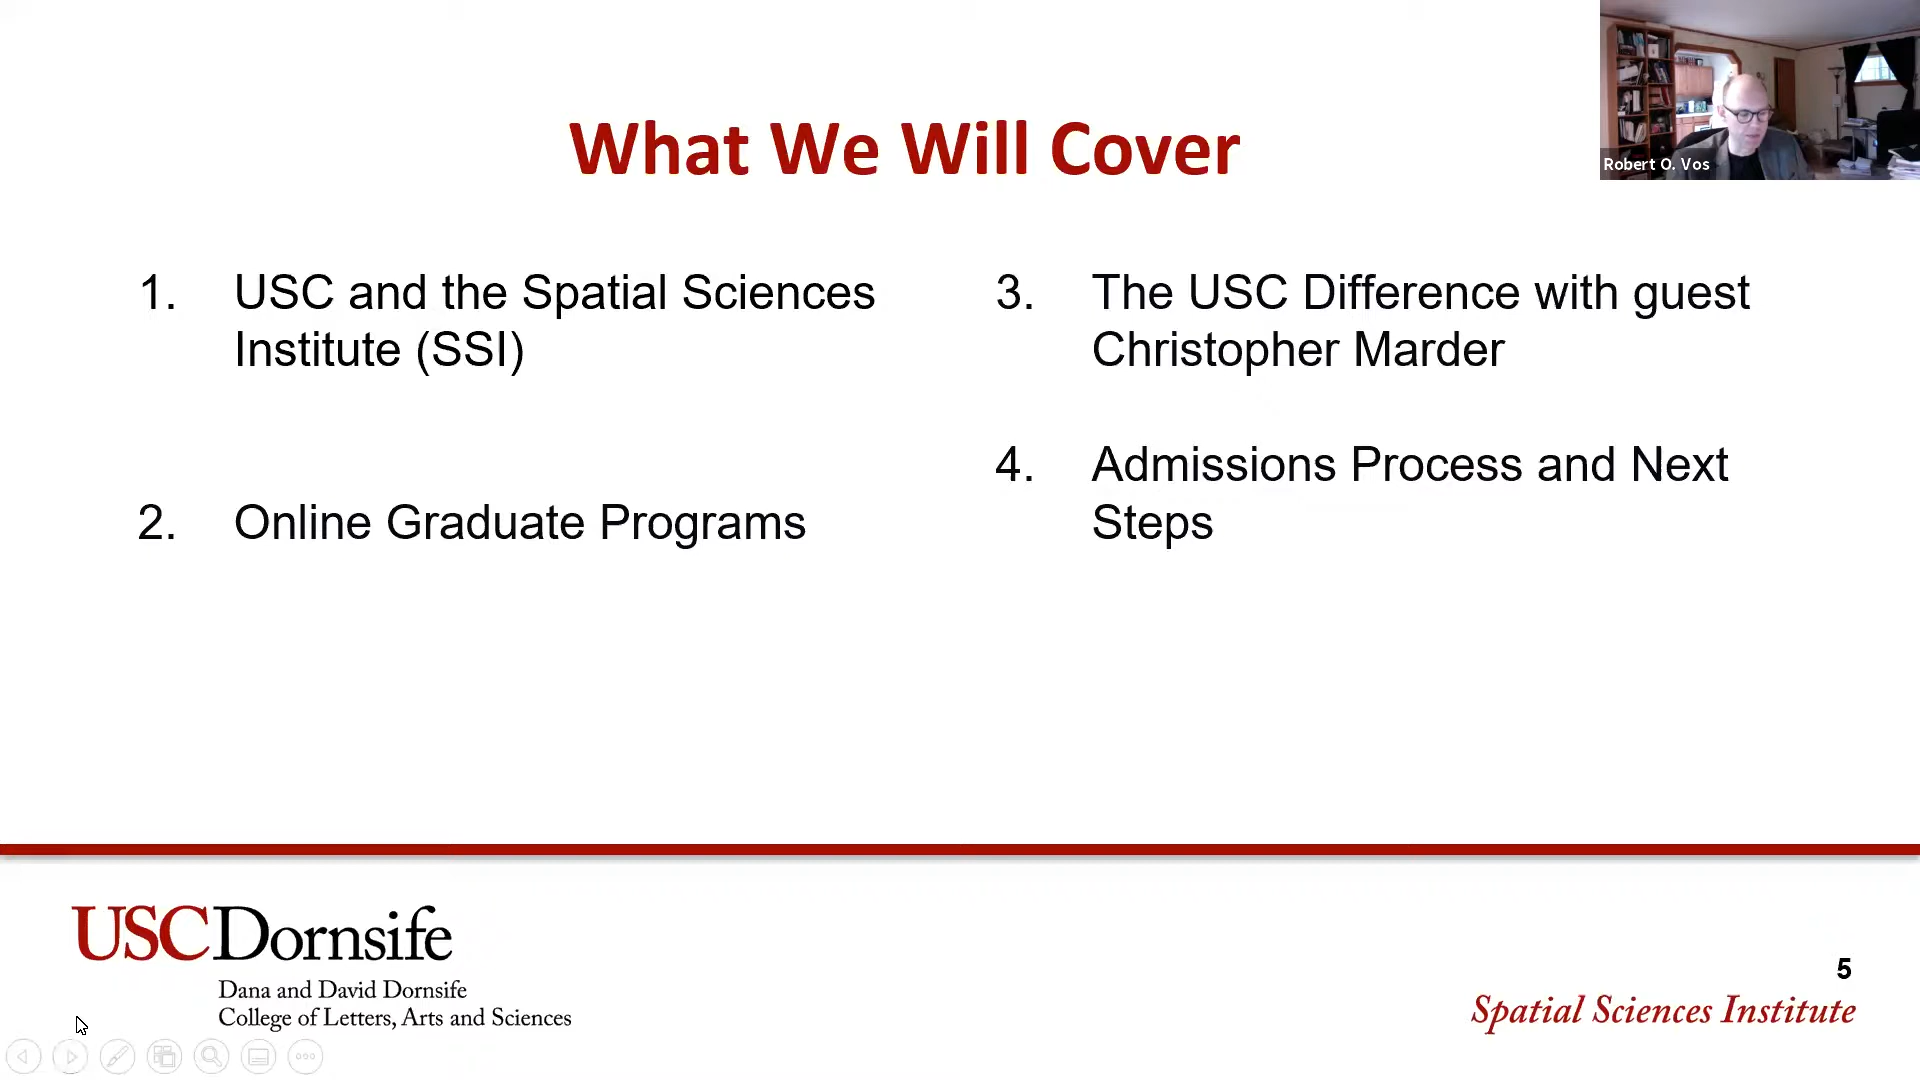 What We Will Cover
Robert O. Vos
1. USC and the Spatial Sciences
Institute (SSI)
2. Online Graduate Programs
3. The USC Difference with guest
Christopher Marder
4. Admissions Process and Next
Steps
USCDornsife
Dana and David Dornsife
College of Letters, Arts and Sciences
5
Spatial Sciences Institute